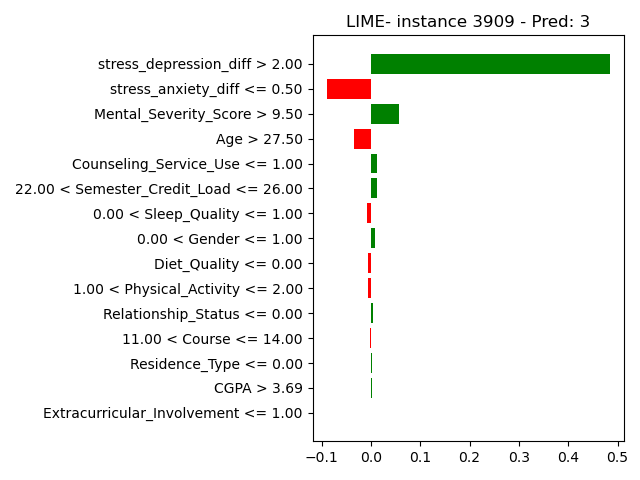 LIME- instance 3909 - Pred: 3
stress_depression_diff > 2.00
stress_anxiety_diff <= 0.50
Mental_Severity_Score > 9.50
Age > 27.50
Counseling_Service_Use <= 1.00
22.00 < Semester_Credit_Load <= 26.00
0.00 < Sleep_Quality <= 1.00
0.00 < Gender <= 1.00
Diet_Quality <= 0.00
1.00 < Physical_Activity <= 2.00
Relationship_Status <= 0.00
11.00 < Course <= 14.00
Residence_Type <= 0.00
CGPA > 3.69
Extracurricular_Involvement <= 1.00
−0.1 0.0 0.1 0.2 0.3 0.4 0.5